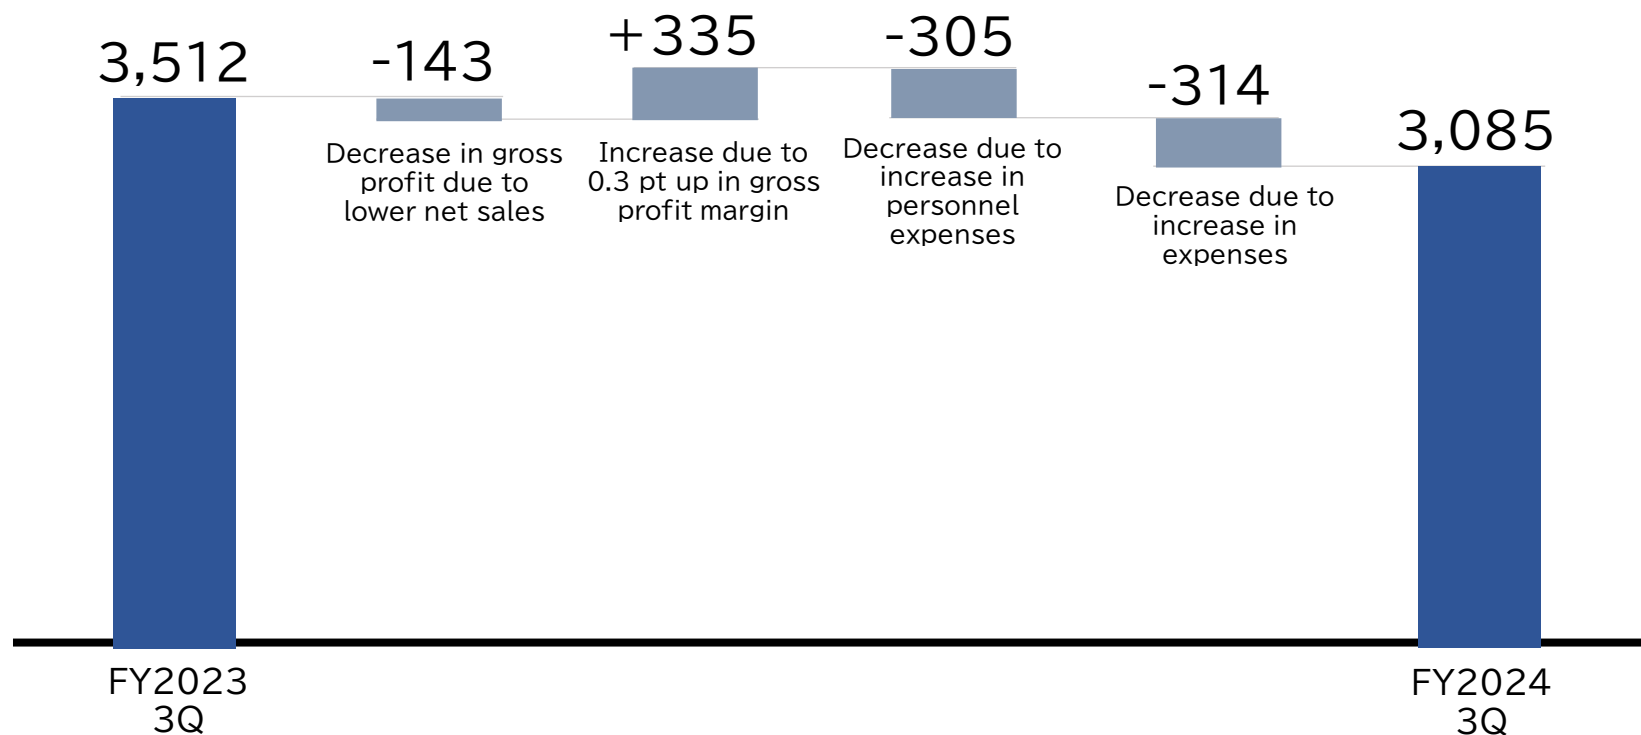 3,512
-143
+335
-305
-314
3,085
Decrease in gross
profit due to
lower net sales
Increase due to
0.3 pt up in gross
profit margin
Decrease due to
increase in
personnel
expenses
Decrease due to
increase in
expenses
FY2023
3Q
FY2024
3Q